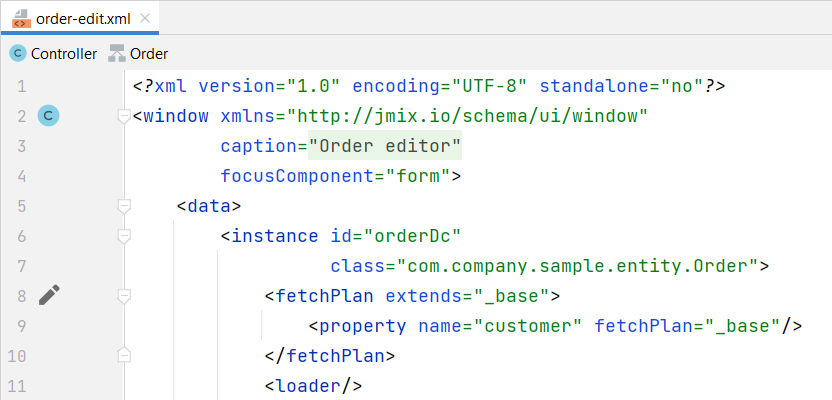 order-edit.xml
Controller Order
1 <?xml version="1.0" encoding="UTF-8" standalone="no"?>
2 <window xmlns="http://jmix.io/schema/ui/window"
3 caption="Order editor"
4 focusComponent="form">
5 <data>
6 <instance id="orderDc"
7 class="com.company.sample.entity.Order">
8 <fetchPlan extends="_base">
9 <property name="customer" fetchPlan="_base"/>
10 </fetchPlan>
11 <loader/>